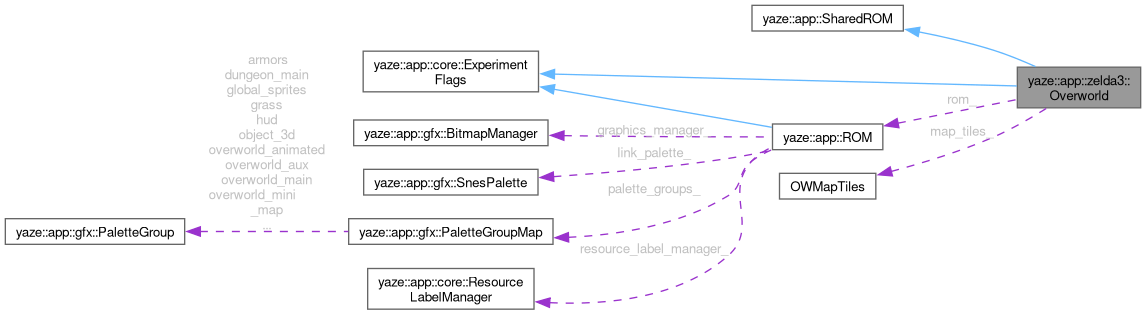 yaze::app::SharedROM
armors
dungeon_main
global_sprites
grass
hud
object_3d
overworld_animated
overworld_aux
overworld_main
overworld_mini
_map
...
yaze::app::core::Experiment
Flags
yaze::app::zelda3::
Overworld
rom_
yaze::app::gfx::BitmapManager
graphics_manager_
yaze::app::ROM
map_tiles_
link_palette_
yaze::app::gfx::SnesPalette
OWMapTiles
palette_groups_
yaze::app::gfx::PaletteGroup
yaze::app::gfx::PaletteGroupMap
resource_label_manager_
yaze::app::core::Resource
LabelManager